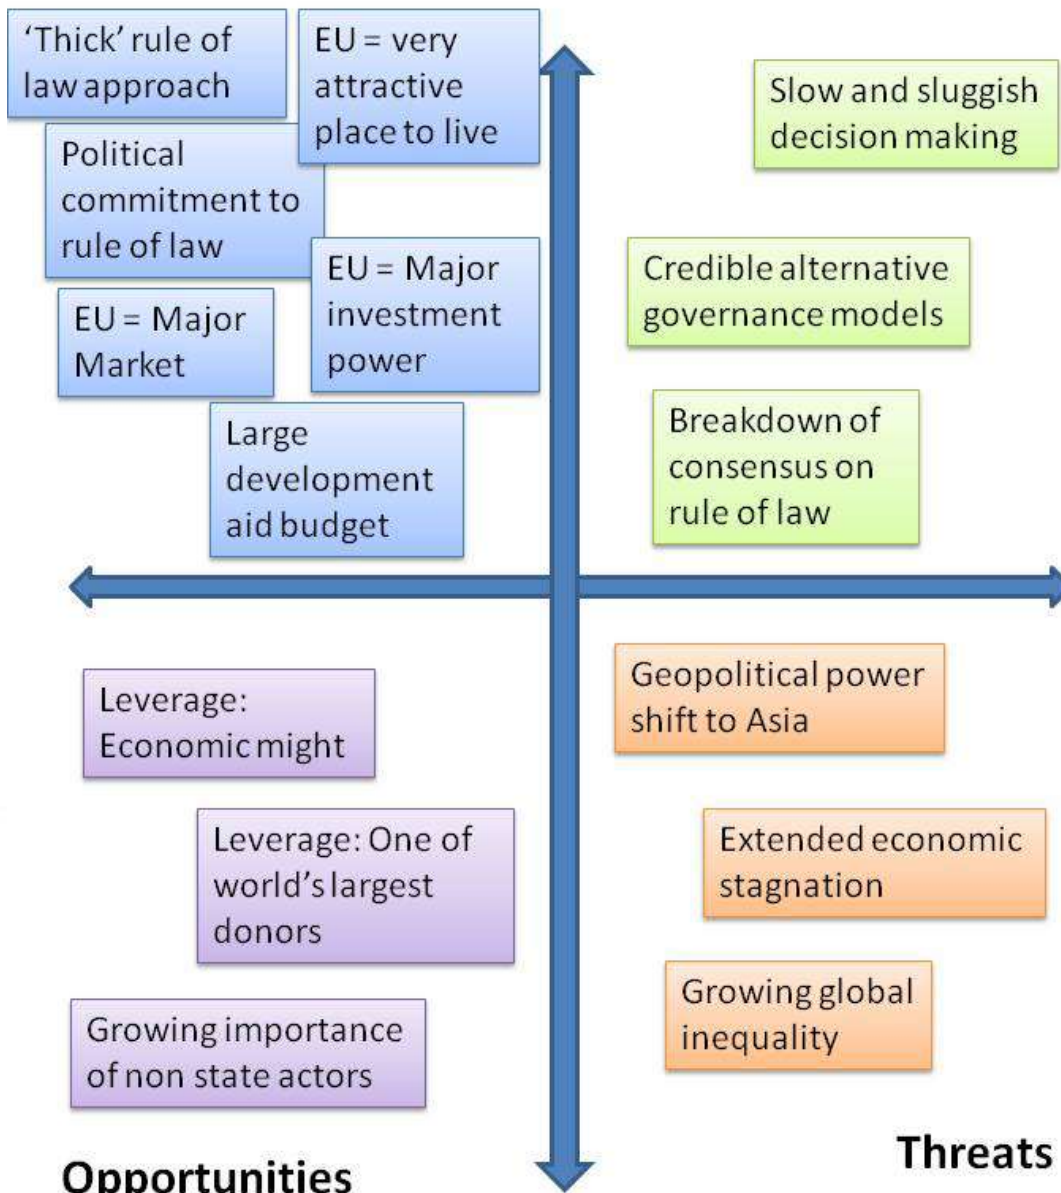 ‘Thick’ rule of
law approach
EU = very
attractive
place to live
Political
commitment to
rule of law
EU = Major
investment
power
EU = Major
Market
Large
development
aid budget
Slow and sluggish
decision making
Credible alternative
governance models
Breakdown of
consensus on
rule of law
Leverage:
Economic might
Leverage: One of
world’s largest
donors
Growing importance
of non state actors
Opportunities
Geopolitical power
shift to Asia
Extended economic
stagnation
Growing global
inequality
Threats